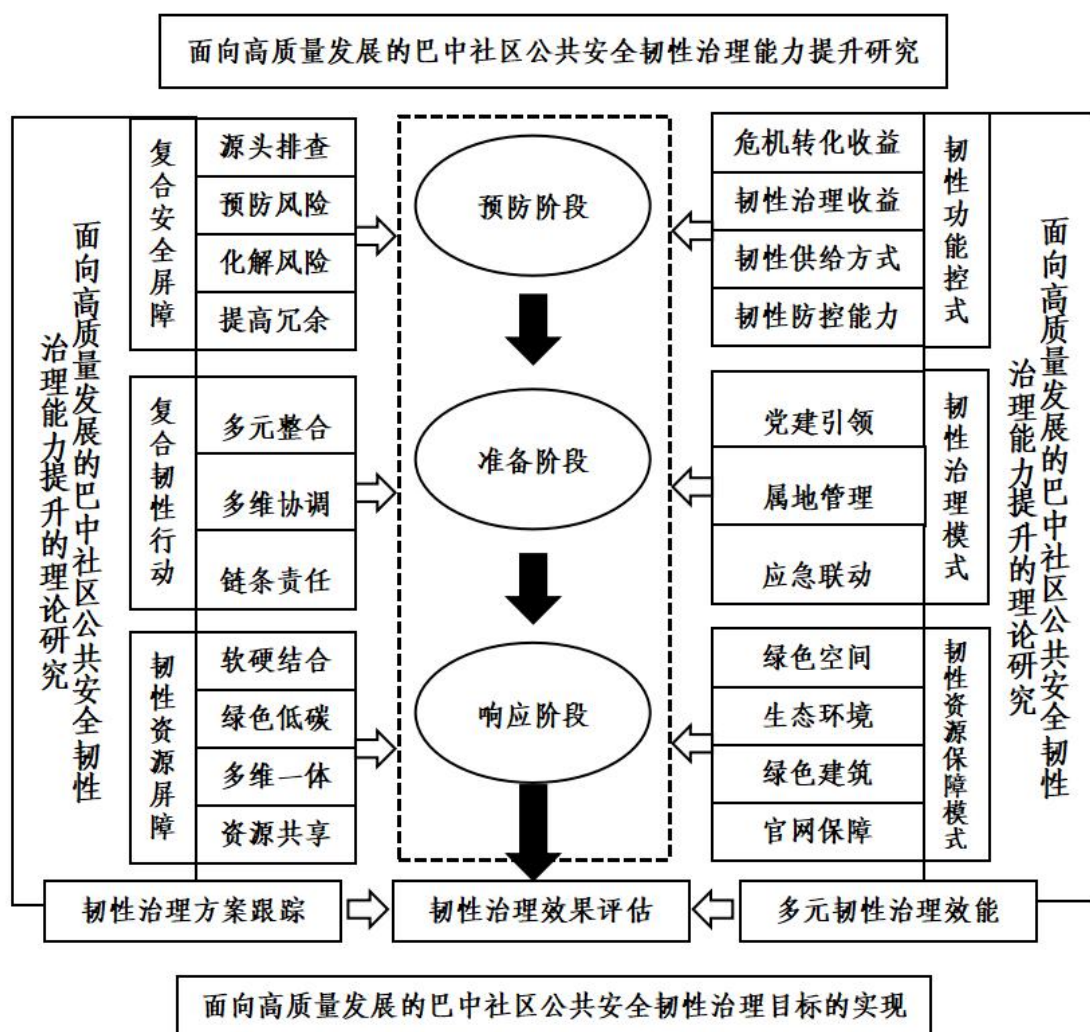 面向高质量发展的巴中社区公共安全韧性治理能力提升研究
面向高质量发展的巴中社区公共安全韧性
治理能力提升的理论研究
复合安全屏障
源头排查
预防风险
化解风险
提高冗余
复合韧性行动
多元整合
多维协调
链条责任
韧性资源屏障
软硬结合
绿色低碳
多维一体
资源共享
预防阶段
准备阶段
响应阶段
危机转化收益
韧性治理收益
韧性供给方式
韧性防控能力
韧性功能控式
党建引领
属地管理
应急联动
韧性治理模式
绿色空间
生态环境
绿色建筑
官网保障
韧性资源保障模式
面向高质量发展的巴中社区公共安全韧性
治理能力提升的理论研究
韧性治理方案跟踪
韧性治理效果评估
多元韧性治理效能
面向高质量发展的巴中社区公共安全韧性治理目标的实现